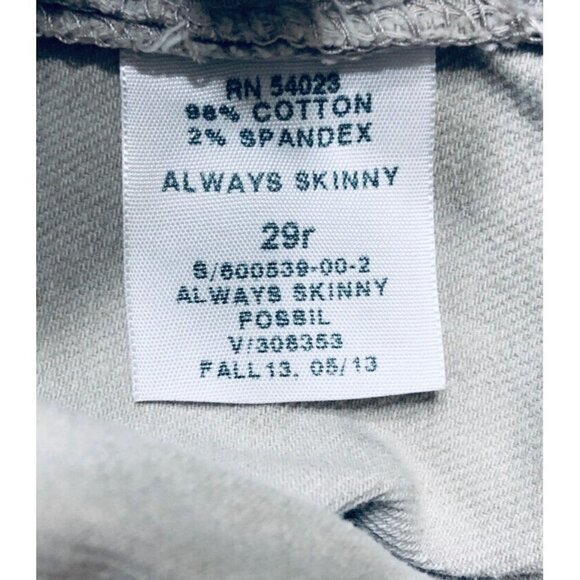 RN 54023
98% COTTON
2% SPANDEX
ALWAYS SKINNY
29r
S/600539-00-2
ALWAYS SKINNY
FOSSIL
V/308353
FALL 13, 05/13